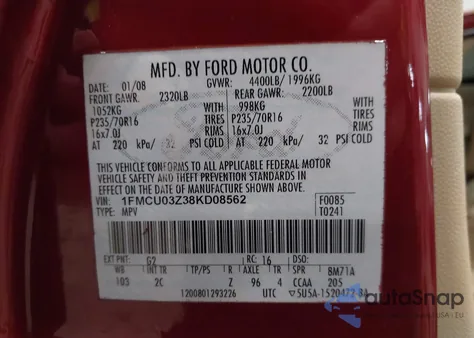 MFD. BY FORD MOTOR CO.
DATE: 01/08 GVWR: 4400LB/1996KG
FRONT GAWR: 2320LB REAR GAWR: 2200LB
1052KG WITH 998KG WITH
P235/70R16 TIRES P235/70R16 TIRES
16x7.0J RIMS 16x7.0J RIMS
AT 220 kPa/ 32 PSI COLD AT 220 kPa/ 32 PSI COLD
THIS VEHICLE CONFORMS TO ALL APPLICABLE FEDERAL MOTOR
VEHICLE SAFETY AND THEFT PREVENTION STANDARDS IN
EFFECT ON THE DATE OF MANUFACTURE SHOWN ABOVE.
VIN: 1FMCU03Z38KD08562 F0085
TYPE: MPV T0241
EXT PNT: G2 RC: 16 DSO:
WB INT TR TP/PS R AXLE TR SPR BM71A
103 2C Z 96 4 CCAA 205
1200801293226 UTC 5U5A-1520472-BA
autoSnap